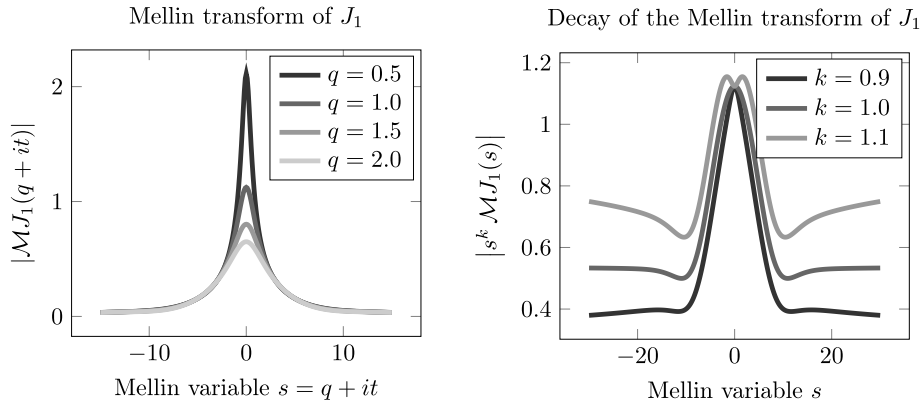 Mellin transform of J₁
|ℳJ₁(q + it)|
2
1
0
q = 0.5
q = 1.0
q = 1.5
q = 2.0
−10 0 10
Mellin variable s = q + it
Decay of the Mellin transform of J₁
|sᵏ ℳJ₁(s)|
1.2
1
0.8
0.6
0.4
k = 0.9
k = 1.0
k = 1.1
−20 0 20
Mellin variable s